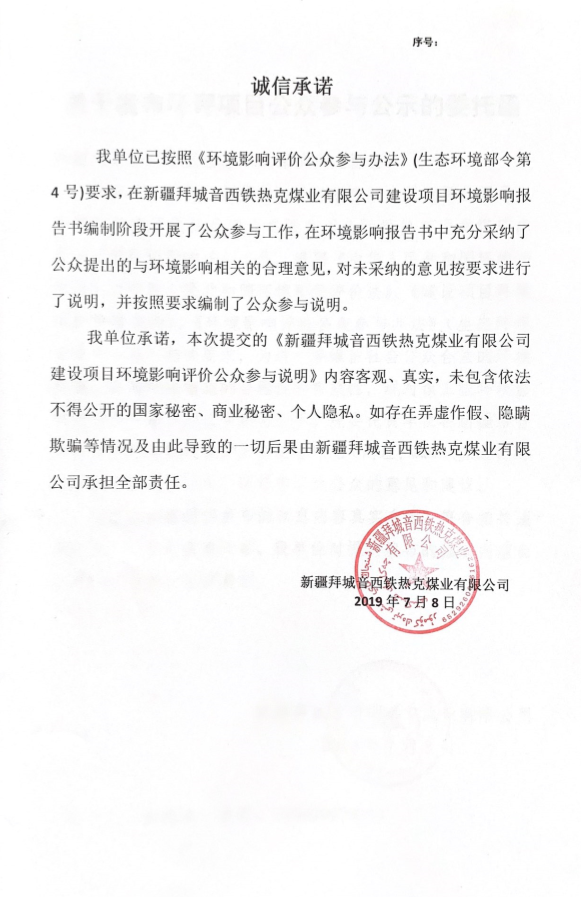 序号：
诚信承诺
我单位已按照《环境影响评价公众参与办法》(生态环境部令第
4 号)要求，在新疆拜城音西铁热克煤业有限公司建设项目环境影响报
告书编制阶段开展了公众参与工作，在环境影响报告书中充分采纳了
公众提出的与环境影响相关的合理意见，对未采纳的意见按要求进行
了说明，并按照要求编制了公众参与说明。
我单位承诺，本次提交的《新疆拜城音西铁热克煤业有限公司
建设项目环境影响评价公众参与说明》内容客观、真实，未包含依法
不得公开的国家秘密、商业秘密、个人隐私。如存在弄虚作假、隐瞒
欺骗等情况及由此导致的一切后果由新疆拜城音西铁热克煤业有限
公司承担全部责任。
新疆拜城音西铁热克煤业
有限公司
新疆拜城音西铁热克煤业有限公司
2019 年 7 月 8 日